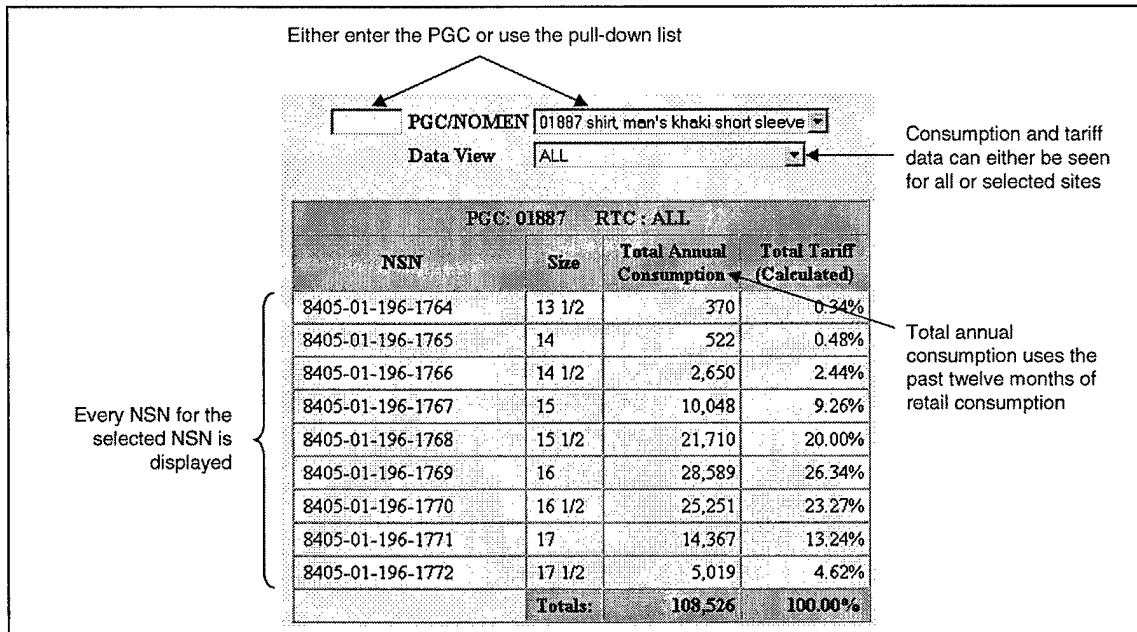 Either enter the PGC or use the pull-down list
PGC/NOMEN 01887 shirt, man's khaki short sleeve
Data View ALL
Consumption and tariff
data can either be seen
for all or selected sites
PGC: 01887 RTC : ALL
NSN Size Total Annual Consumption Total Tariff (Calculated)
8405-01-196-1764 13 1/2 370 0.34%
8405-01-196-1765 14 522 0.48%
8405-01-196-1766 14 1/2 2,650 2.44%
8405-01-196-1767 15 10,048 9.26%
8405-01-196-1768 15 1/2 21,710 20.00%
8405-01-196-1769 16 28,589 26.34%
8405-01-196-1770 16 1/2 25,251 23.27%
8405-01-196-1771 17 14,367 13.24%
8405-01-196-1772 17 1/2 5,019 4.62%
Totals: 108,526 100.00%
Every NSN for the
selected NSN is
displayed
Total annual
consumption uses the
past twelve months of
retail consumption